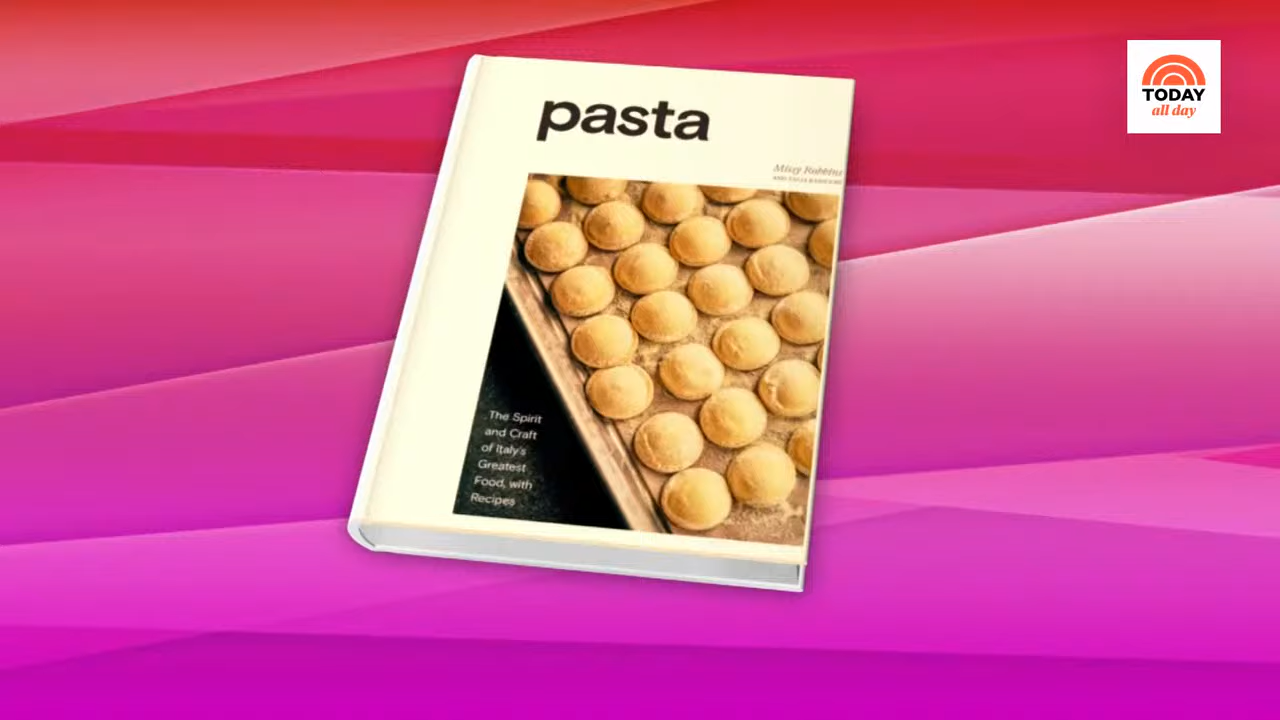 pasta
Missy Robbins
The Spirit
and Craft
of Italy's
Greatest
Food, with
Recipes
TODAY
all day